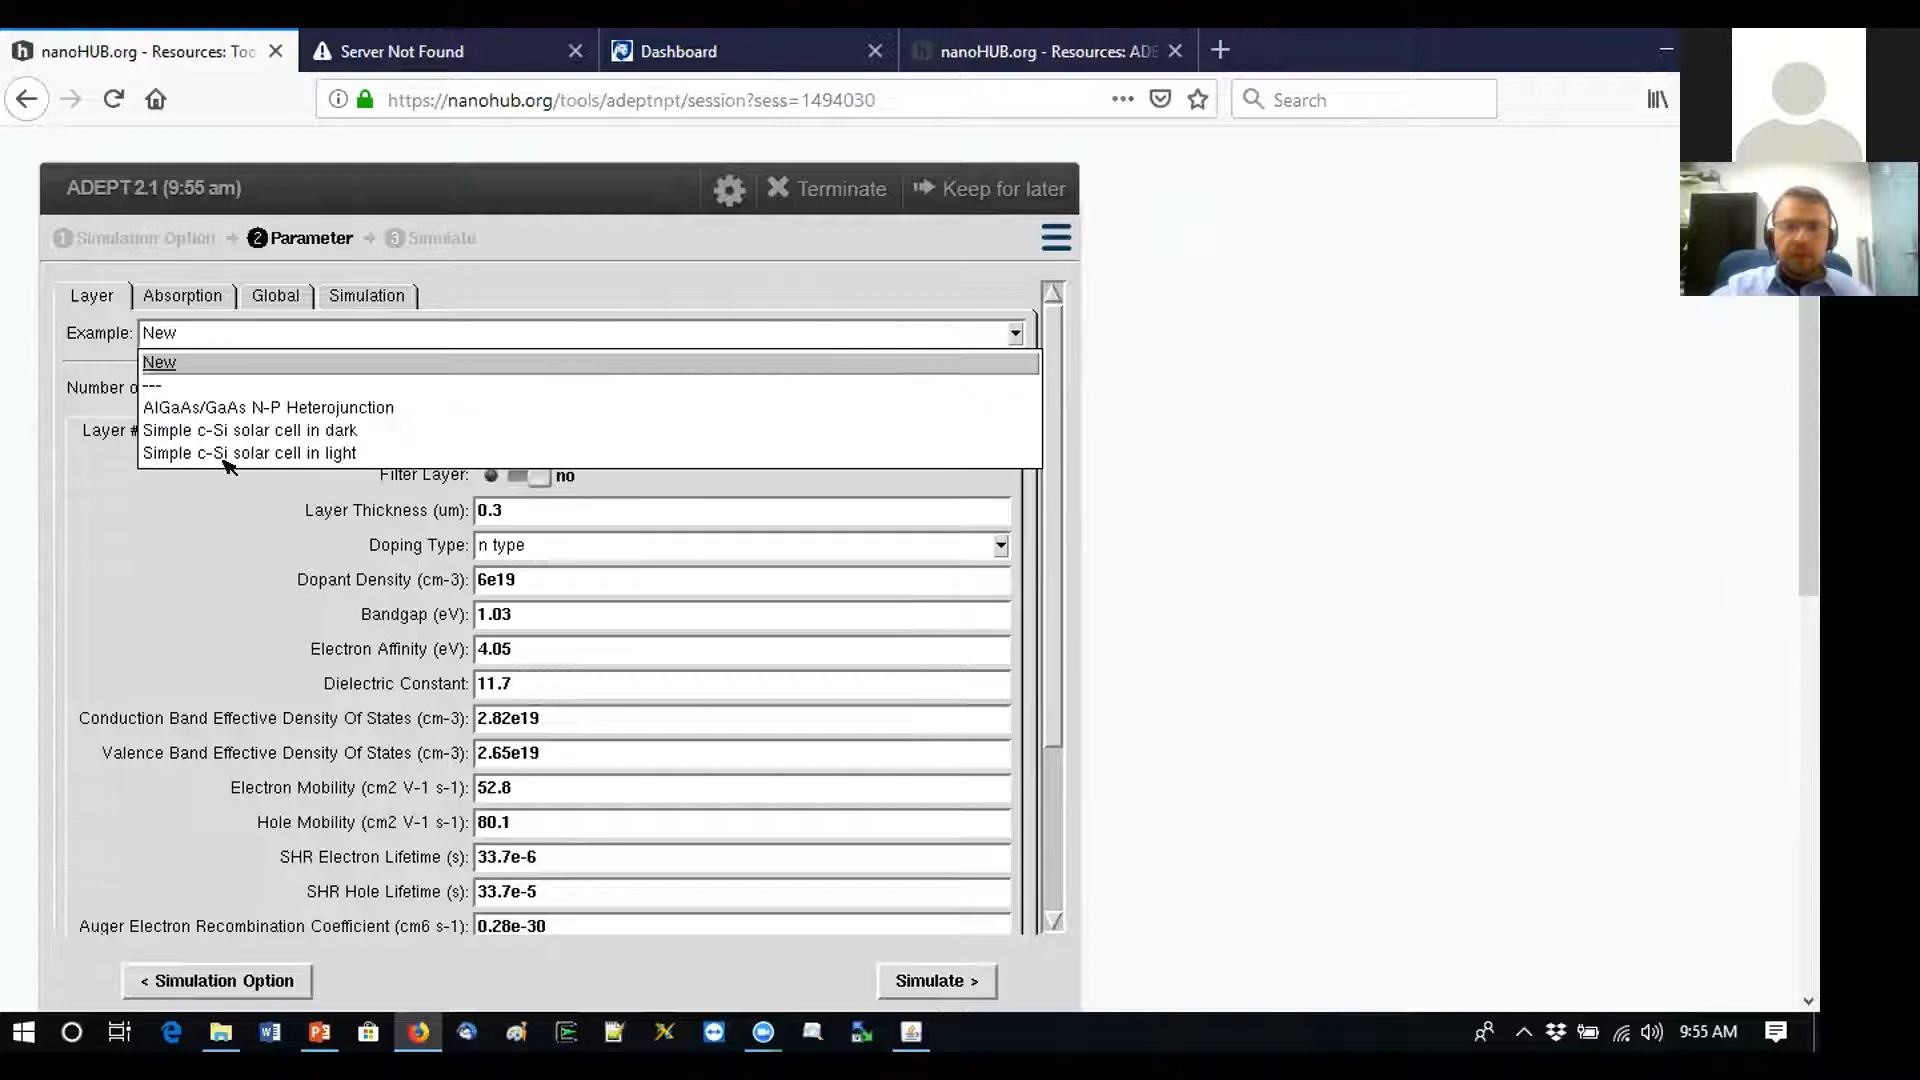 nanoHUB.org - Resources: Too
Server Not Found
Dashboard
nanoHUB.org - Resources: ADE
https://nanohub.org/tools/adeptnpt/session?sess=1494030
Search
ADEPT 2.1 (9:55 am)
Terminate
Keep for later
1 Simulation Option
2 Parameter
3 Simulate
Layer
Absorption
Global
Simulation
Example: New
New
---
Number o
AlGaAs/GaAs N-P Heterojunction
Layer #
Simple c-Si solar cell in dark
Simple c-Si solar cell in light
Filter Layer: no
Layer Thickness (um): 0.3
Doping Type: n type
Dopant Density (cm-3): 6e19
Bandgap (eV): 1.03
Electron Affinity (eV): 4.05
Dielectric Constant: 11.7
Conduction Band Effective Density Of States (cm-3): 2.82e19
Valence Band Effective Density Of States (cm-3): 2.65e19
Electron Mobility (cm2 V-1 s-1): 52.8
Hole Mobility (cm2 V-1 s-1): 80.1
SHR Electron Lifetime (s): 33.7e-6
SHR Hole Lifetime (s): 33.7e-5
Auger Electron Recombination Coefficient (cm6 s-1): 0.28e-30
< Simulation Option
Simulate >
9:55 AM